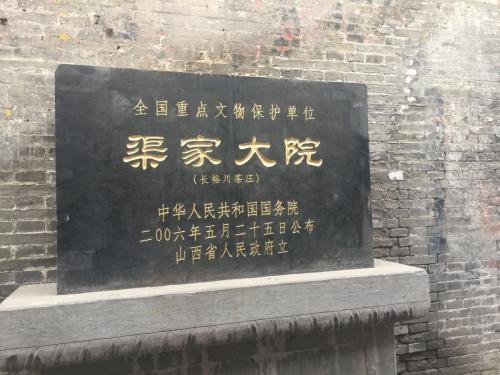 全国重点文物保护单位
渠家大院
(长裕川茶庄)
中华人民共和国国务院
二〇〇六年五月二十五日公布
山西省人民政府立